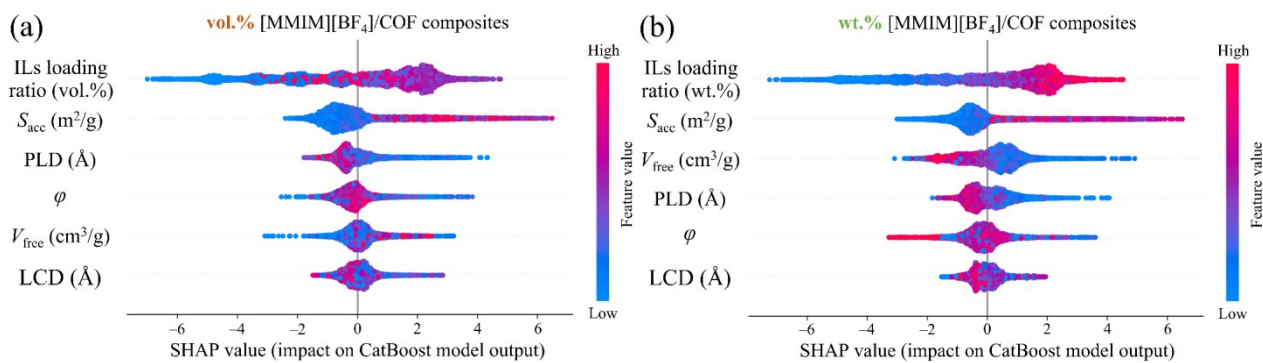 (a)
vol.% [MMIM][BF₄]/COF composites
ILs loading
ratio (vol.%)
Sacc (m²/g)
PLD (Å)
φ
Vfree (cm³/g)
LCD (Å)
−6 −4 −2 0 2 4 6
SHAP value (impact on CatBoost model output)
High
Feature value
Low
(b)
wt.% [MMIM][BF₄]/COF composites
ILs loading
ratio (wt.%)
Sacc (m²/g)
Vfree (cm³/g)
PLD (Å)
φ
LCD (Å)
−6 −4 −2 0 2 4 6
SHAP value (impact on CatBoost model output)
High
Feature value
Low